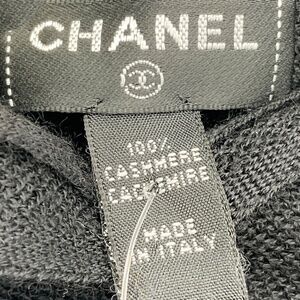 CHANEL
100%
CASHMERE
CACHEMIRE
MADE
IN ITALY